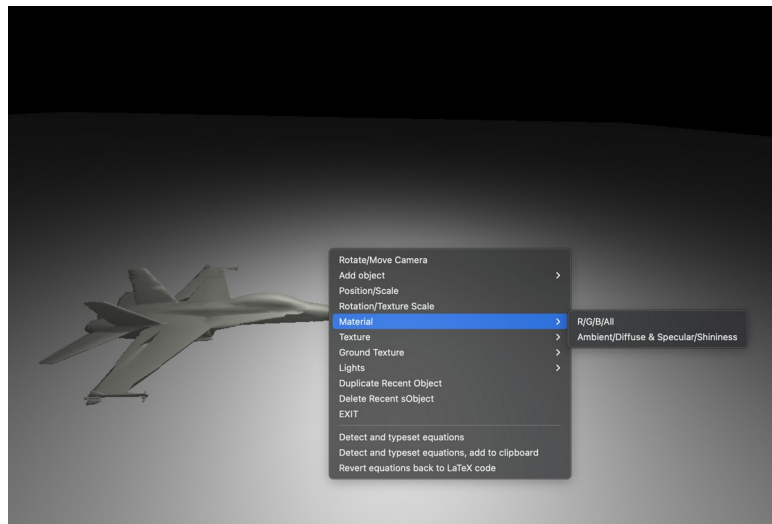 Rotate/Move Camera
Add object
Position/Scale
Rotation/Texture Scale
Material
R/G/B/All
Texture
Ambient/Diffuse & Specular/Shininess
Ground Texture
Lights
Duplicate Recent Object
Delete Recent sObject
EXIT
Detect and typeset equations
Detect and typeset equations, add to clipboard
Revert equations back to LaTeX code